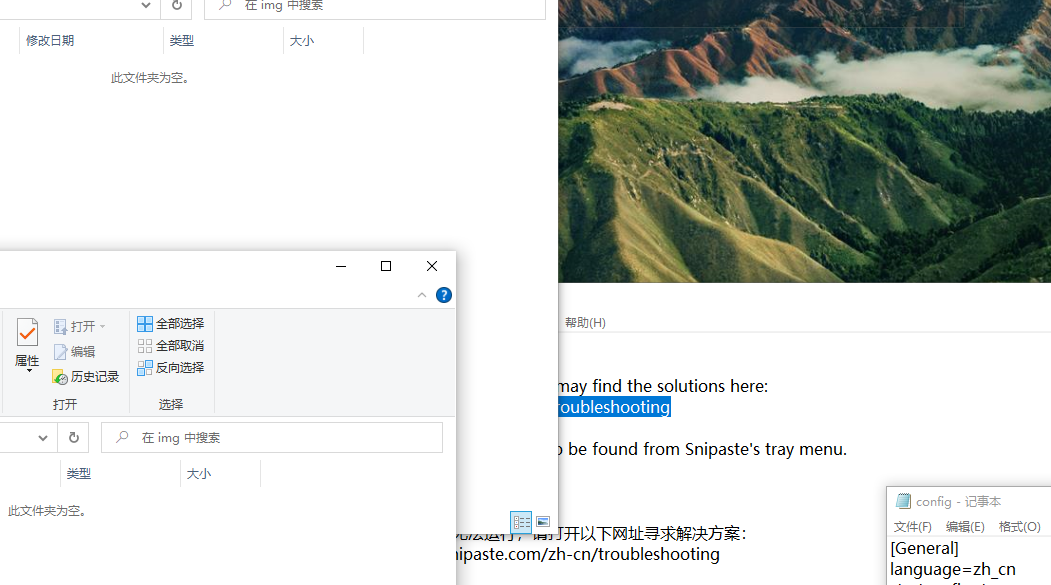 在 img 中搜索
修改日期
类型
大小
此文件夹为空。
属性
打开
编辑
历史记录
打开
全部选择
全部取消
反向选择
选择
在 img 中搜索
类型
大小
此文件夹为空。
帮助(H)
may find the solutions here:
roubleshooting
be found from Snipaste's tray menu.
无法运行，请打开以下网址寻求解决方案：
nipaste.com/zh-cn/troubleshooting
config - 记事本
文件(F) 编辑(E) 格式(O)
[General]
language=zh_cn